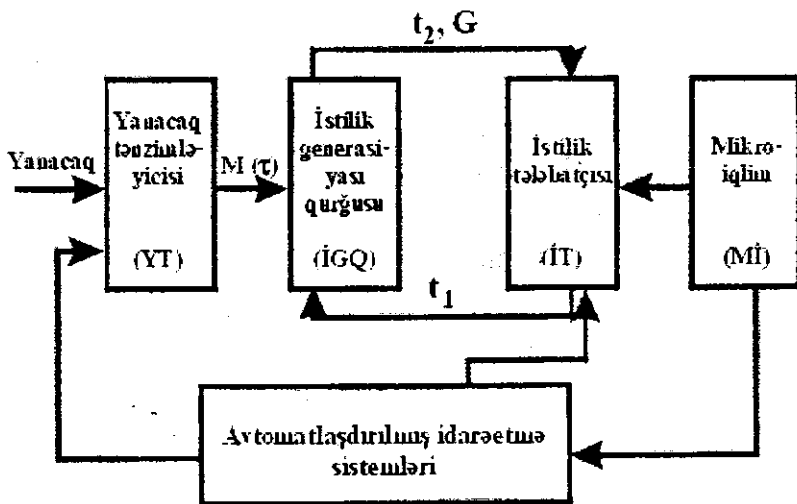 t₂, G
Yanacaq
Yanacaq
tənzimlə-
yicisi
(YT)
M (τ)
İstilik
generasi-
yası
qurğusu
(İGQ)
İstilik
tələbatçısı
(İT)
Mikro-
iqlim
(Mİ)
t₁
Avtomatlaşdırılmış idarəetmə
sistemləri